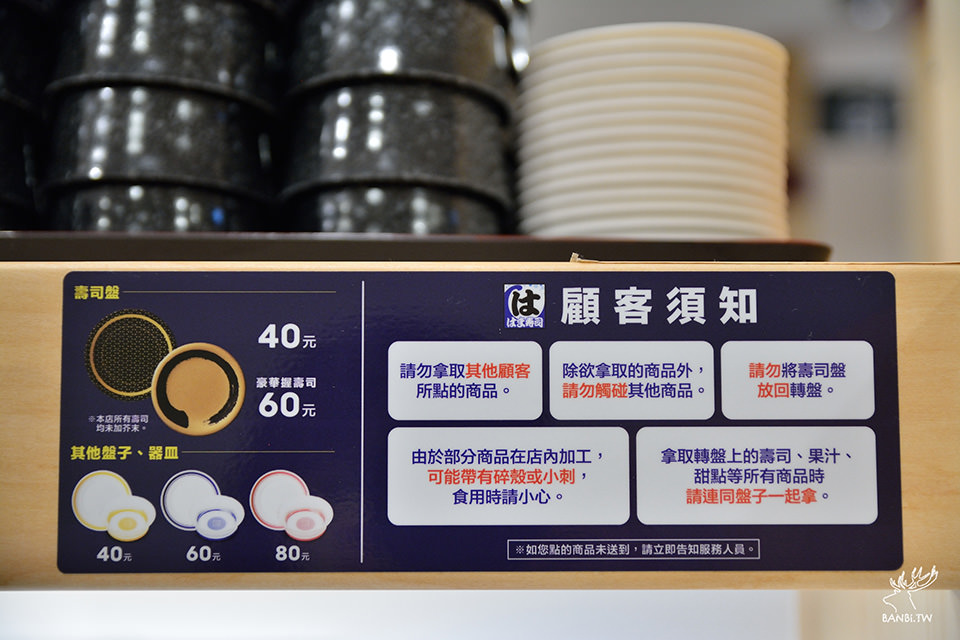 壽司盤
40元
豪華握壽司
60元
※本店所有壽司
均未加芥末。
其他盤子、器皿
40元
60元
80元
は
はま寿司
顧客須知
請勿拿取其他顧客
所點的商品。
除欲拿取的商品外，
請勿觸碰其他商品。
請勿將壽司盤
放回轉盤。
由於部分商品在店內加工，
可能帶有碎殼或小刺，
食用時請小心。
拿取轉盤上的壽司、果汁、
甜點等所有商品時
請連同盤子一起拿。
※如您點的商品未送到，請立即告知服務人員。
BANBI.TW